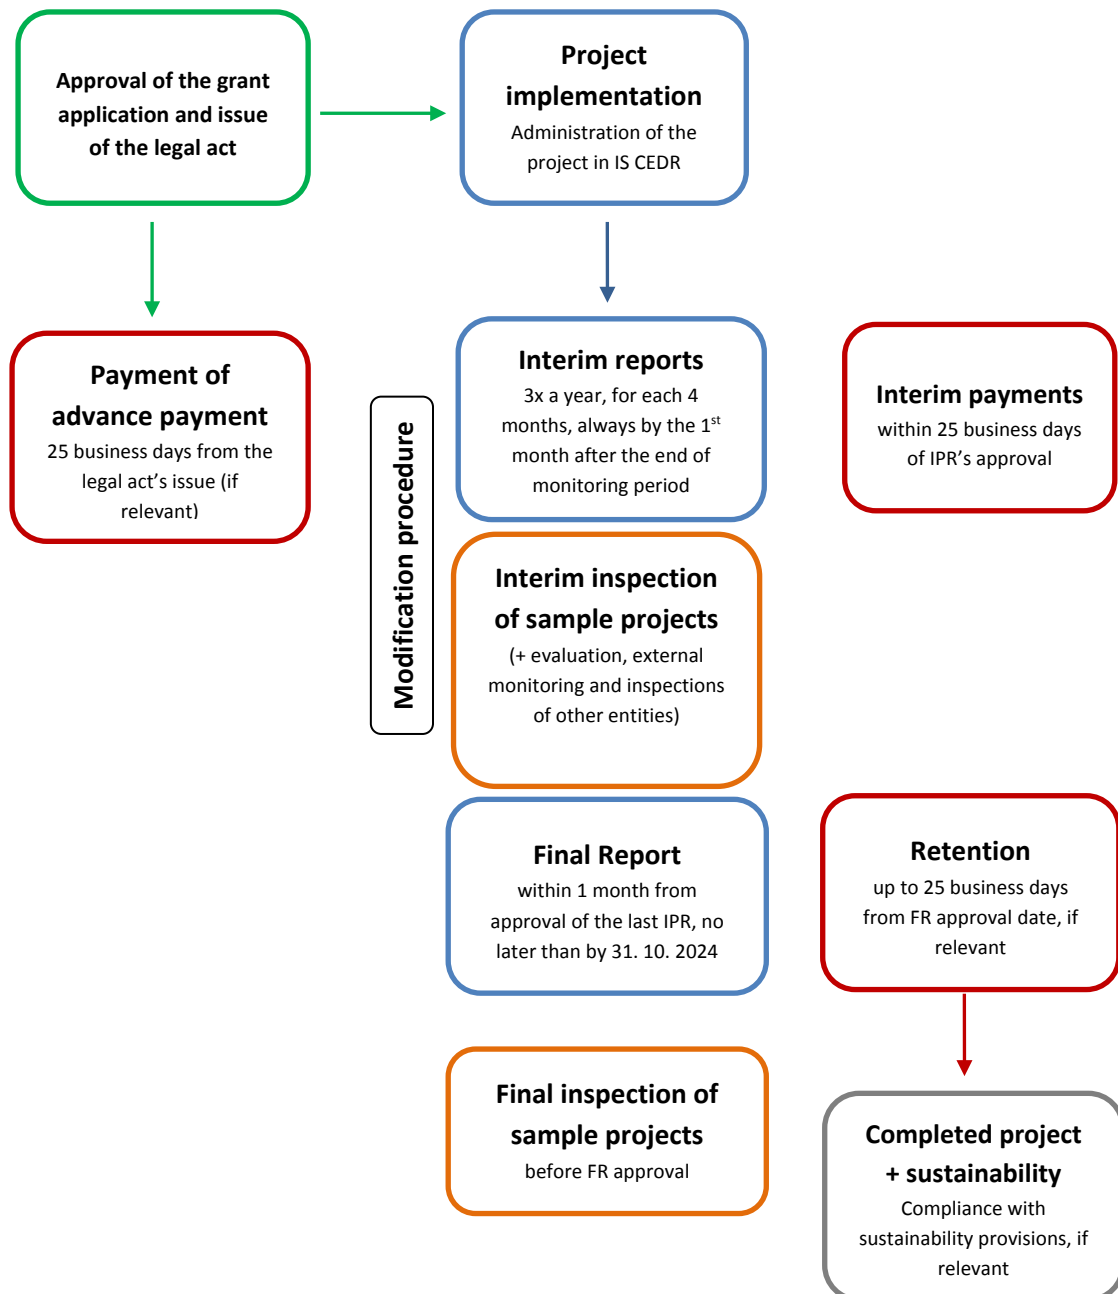 Approval of the grant
application and issue
of the legal act
Project
implementation
Administration of the
project in IS CEDR
Payment of
advance payment
25 business days from the
legal act's issue (if
relevant)
Modification procedure
Interim reports
3x a year, for each 4
months, always by the 1st
month after the end of
monitoring period
Interim payments
within 25 business days
of IPR's approval
Interim inspection
of sample projects
(+ evaluation, external
monitoring and inspections
of other entities)
Final Report
within 1 month from
approval of the last IPR, no
later than by 31. 10. 2024
Retention
up to 25 business days
from FR approval date, if
relevant
Final inspection of
sample projects
before FR approval
Completed project
+ sustainability
Compliance with
sustainability provisions, if
relevant